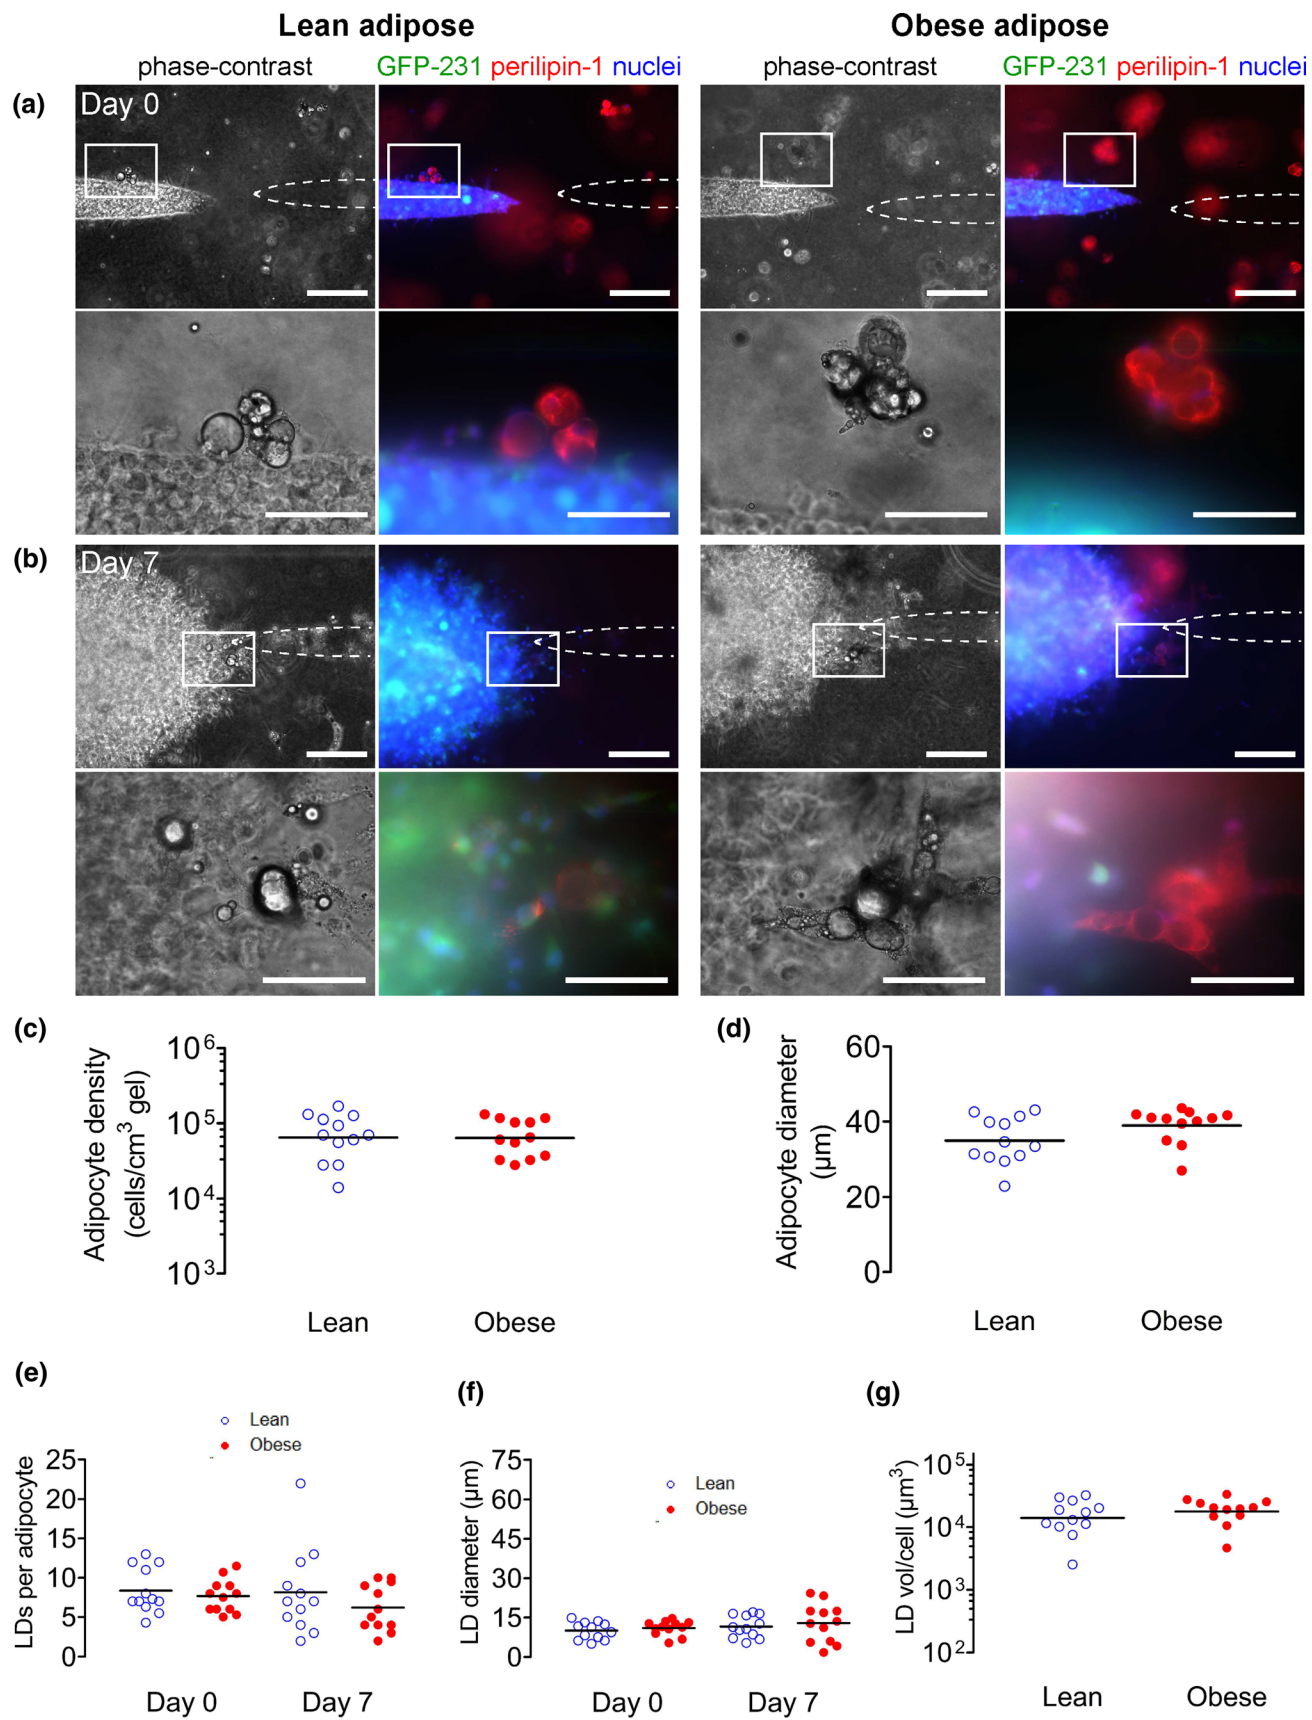 Lean adipose Obese adipose
phase-contrast GFP-231 perilipin-1 nuclei phase-contrast GFP-231 perilipin-1 nuclei
(a) Day 0
(b) Day 7
(c) (d)
Adipocyte density
(cells/cm³ gel)
10⁶
10⁵
10⁴
10³
Lean Obese
Adipocyte diameter
(µm)
60
40
20
0
Lean Obese
(e) (f) (g)
LDs per adipocyte
Lean
Obese
25
20
15
10
5
0
Day 0 Day 7
LD diameter (µm)
Lean
Obese
75
60
45
30
15
0
Day 0 Day 7
LD vol/cell (µm³)
10⁵
10⁴
10³
10²
Lean Obese